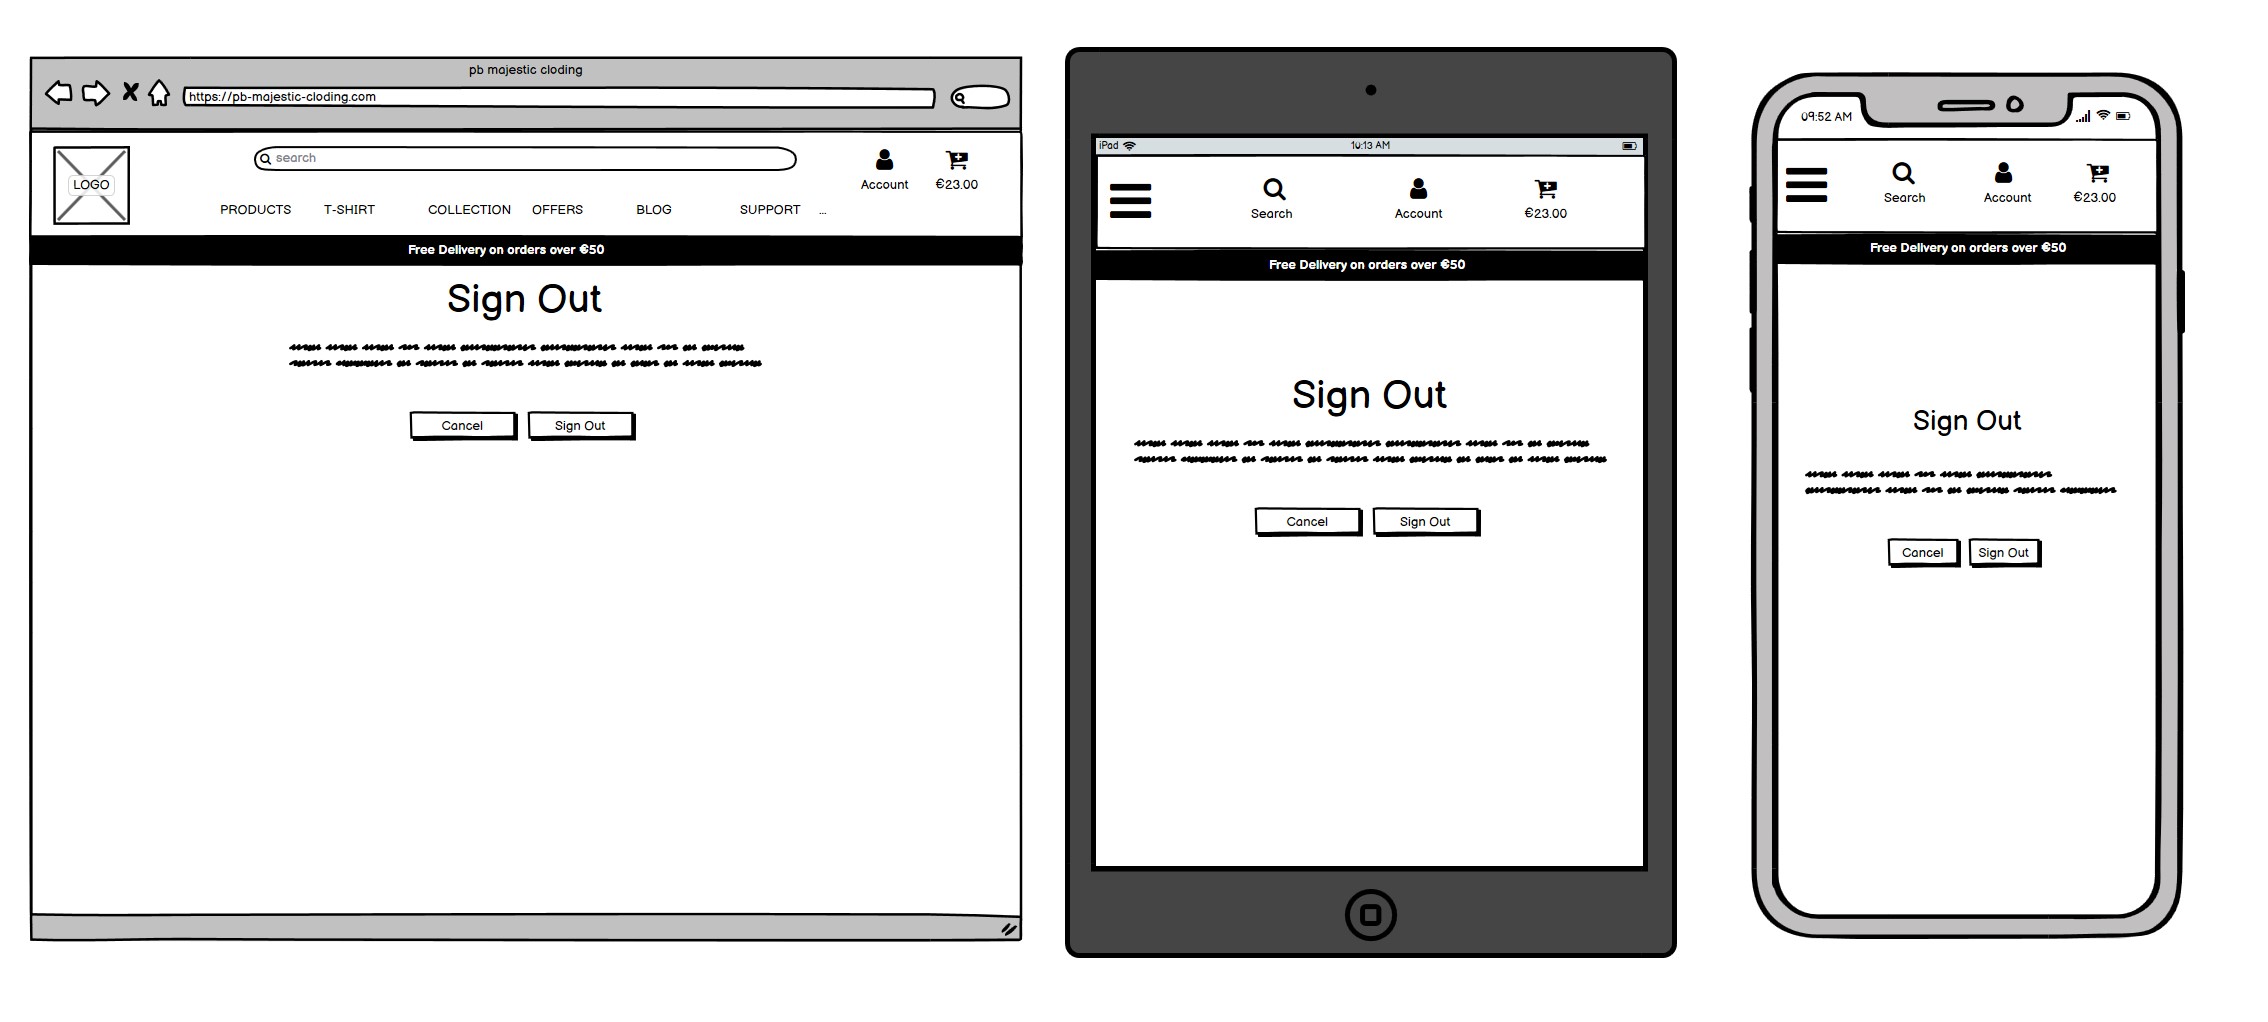 pb majestic cloding
https://pb-majestic-cloding.com
LOGO
search
Account
€23.00
PRODUCTS T-SHIRT COLLECTION OFFERS BLOG SUPPORT ...
Free Delivery on orders over €50
Sign Out
Cancel Sign Out
iPad 10:13 AM
Search Account €23.00
Free Delivery on orders over €50
Sign Out
Cancel Sign Out
09:52 AM
Search Account €23.00
Free Delivery on orders over €50
Sign Out
Cancel Sign Out